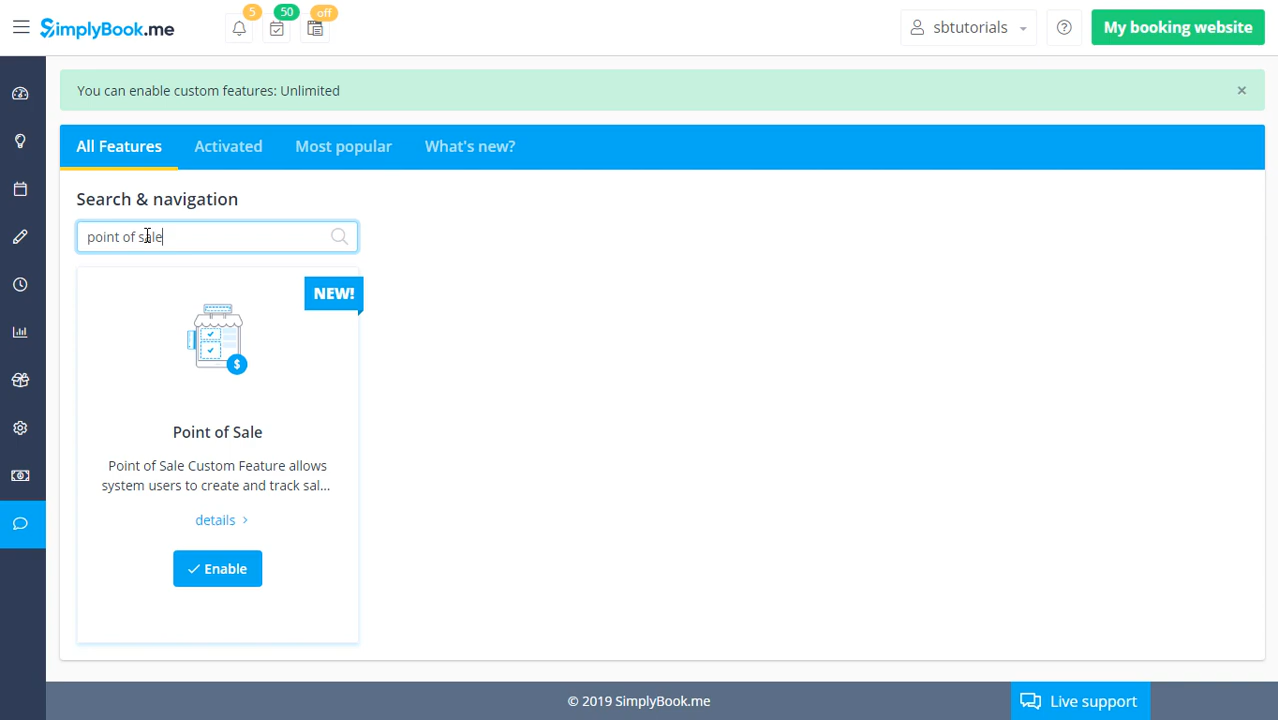 5
50
off
SimplyBook.me
sbtutorials
My booking website
You can enable custom features: Unlimited
All Features
Activated
Most popular
What's new?
Search & navigation
point of sale
NEW!
Point of Sale
Point of Sale Custom Feature allows
system users to create and track sal...
details
Enable
© 2019 SimplyBook.me
Live support